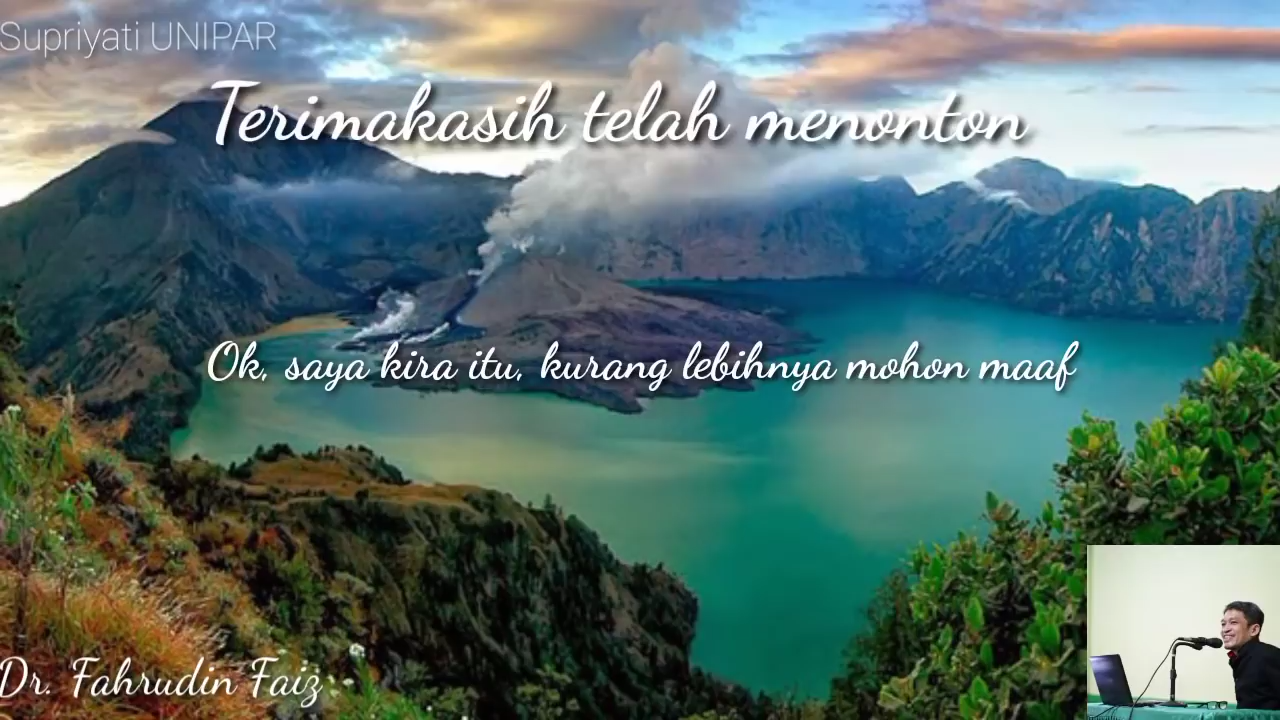 Supriyati UNIPAR
Terimakasih telah menonton
Ok, saya kira itu, kurang lebihnya mohon maaf
Dr. Fahrudin Faiz